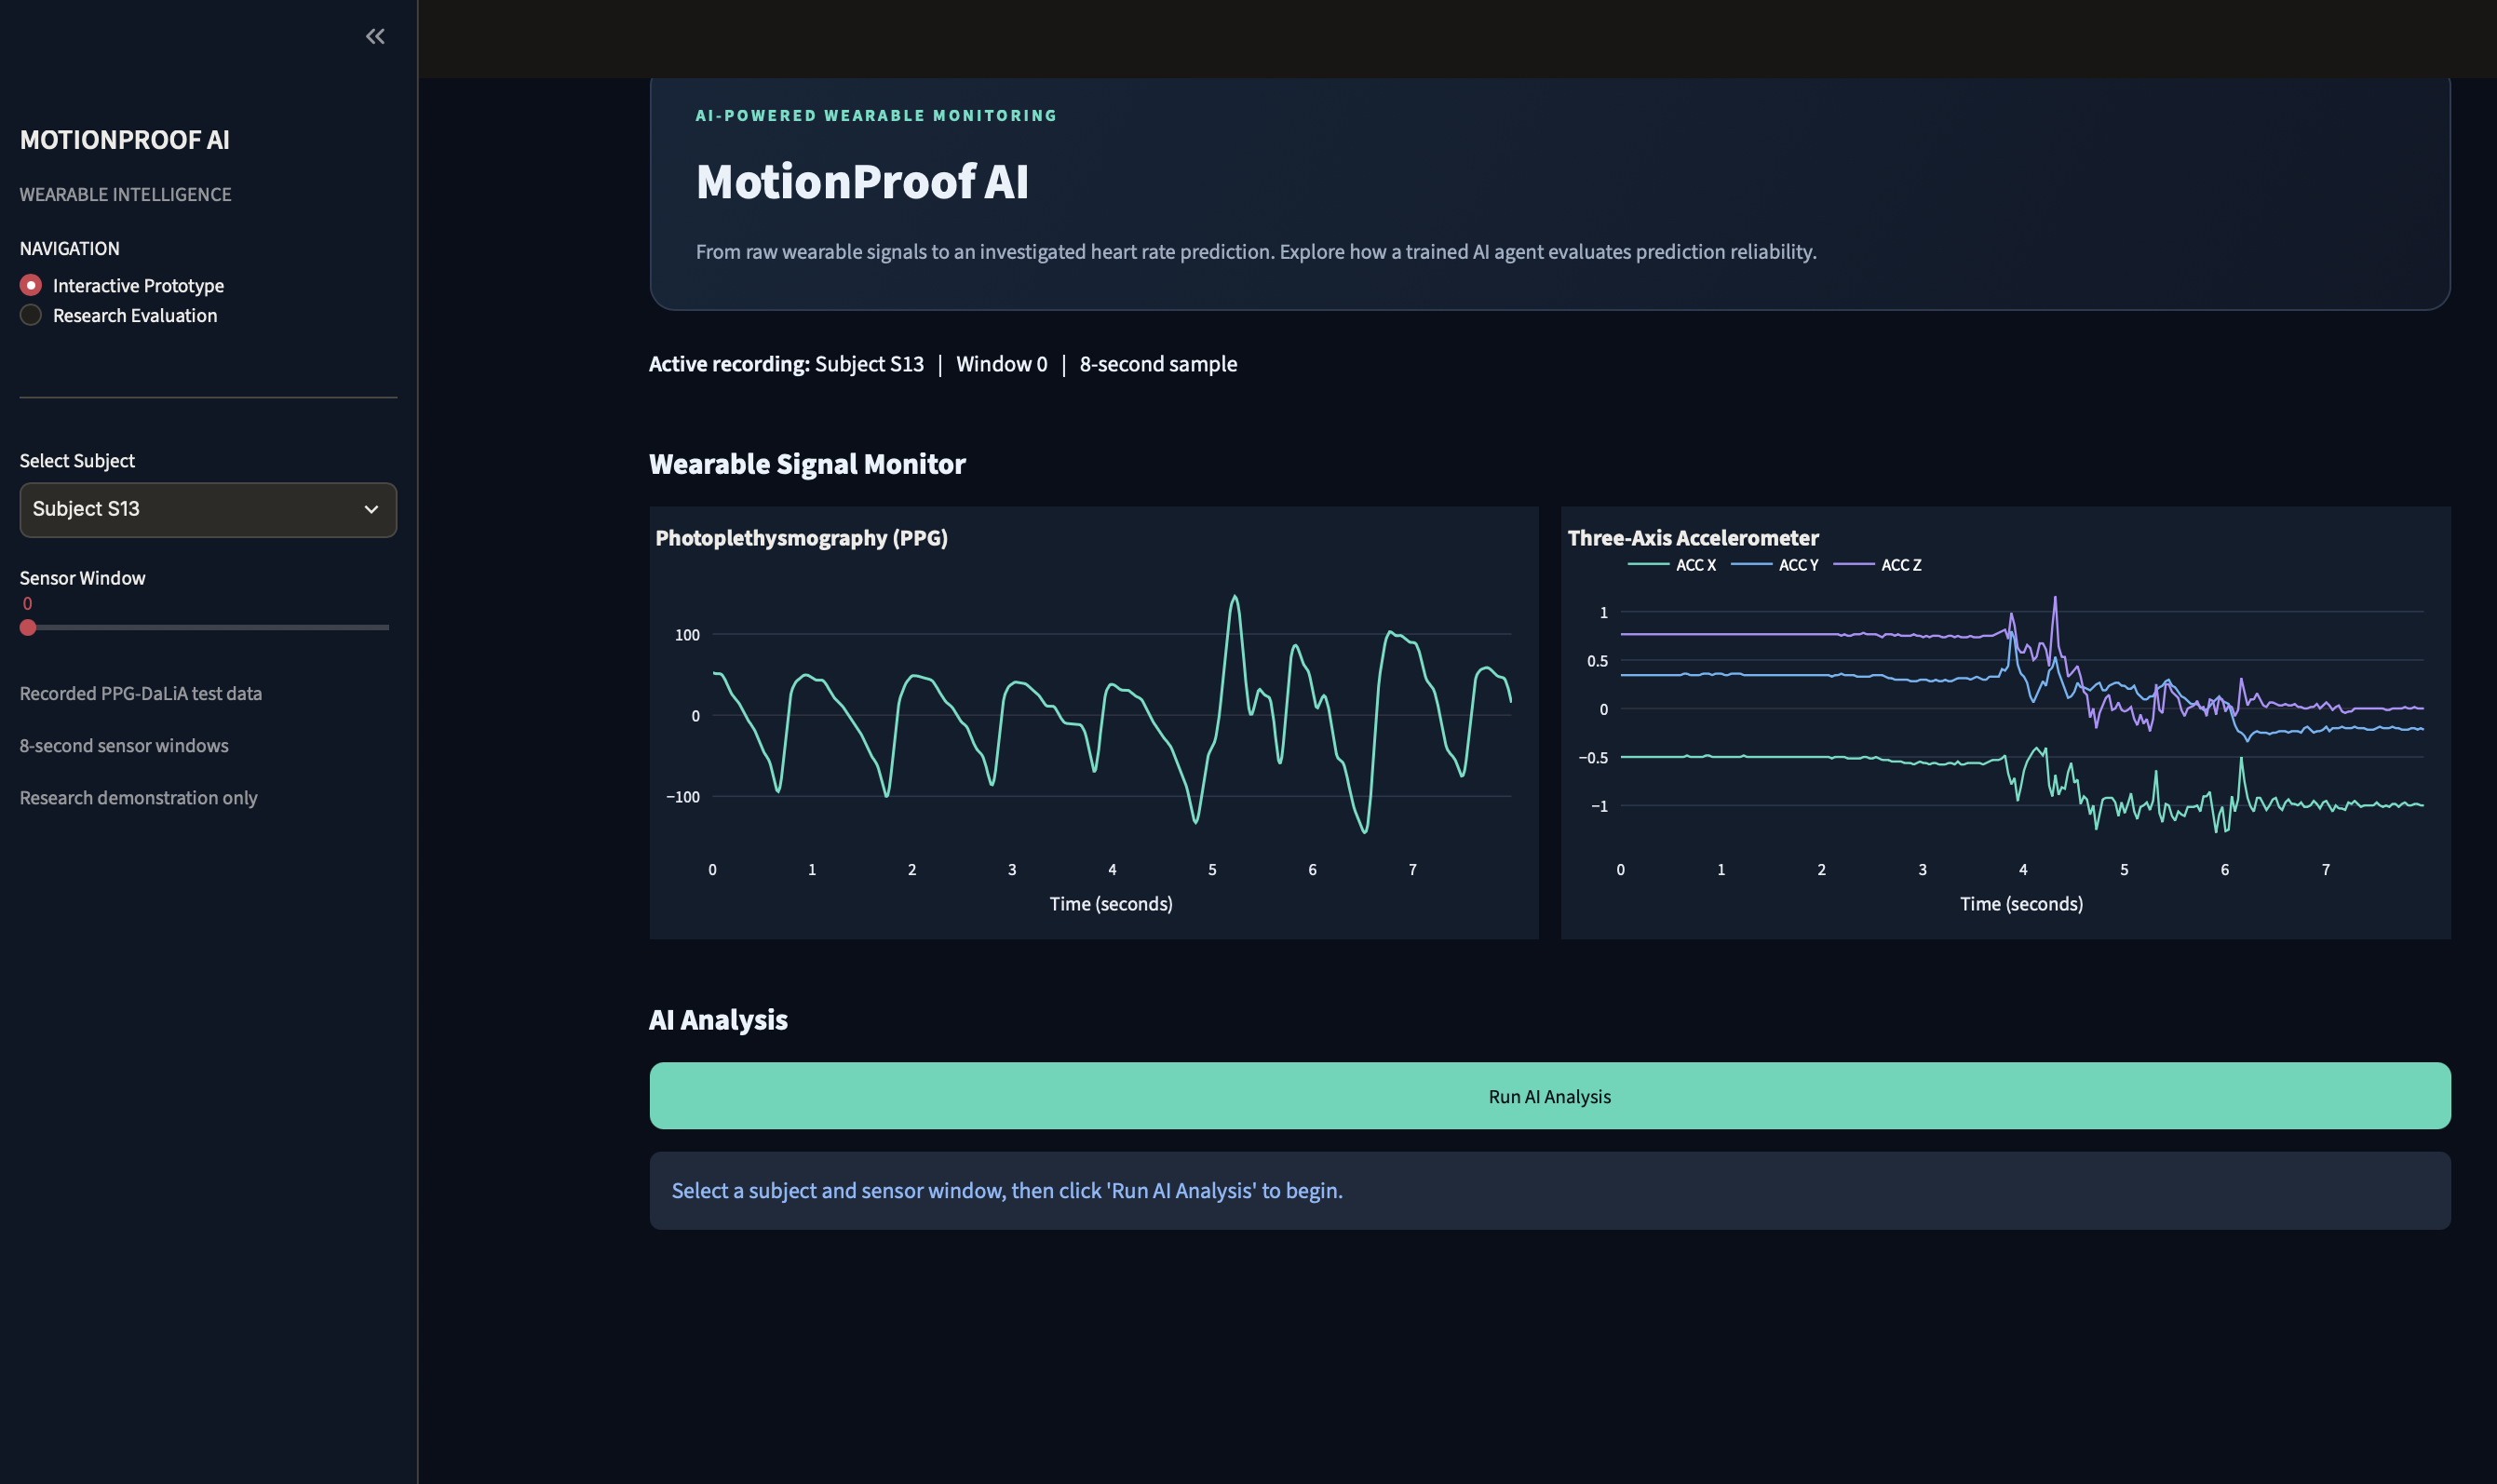 MOTIONPROOF AI
WEARABLE INTELLIGENCE
NAVIGATION
Interactive Prototype
Research Evaluation
Select Subject
Subject S13
Sensor Window
0
Recorded PPG-DaLiA test data
8-second sensor windows
Research demonstration only
AI-POWERED WEARABLE MONITORING
MotionProof AI
From raw wearable signals to an investigated heart rate prediction. Explore how a trained AI agent evaluates prediction reliability.
Active recording: Subject S13 | Window 0 | 8-second sample
Wearable Signal Monitor
Photoplethysmography (PPG)
100
0
−100
0 1 2 3 4 5 6 7
Time (seconds)
Three-Axis Accelerometer
ACC X ACC Y ACC Z
1
0.5
0
−0.5
−1
0 1 2 3 4 5 6 7
Time (seconds)
AI Analysis
Run AI Analysis
Select a subject and sensor window, then click 'Run AI Analysis' to begin.